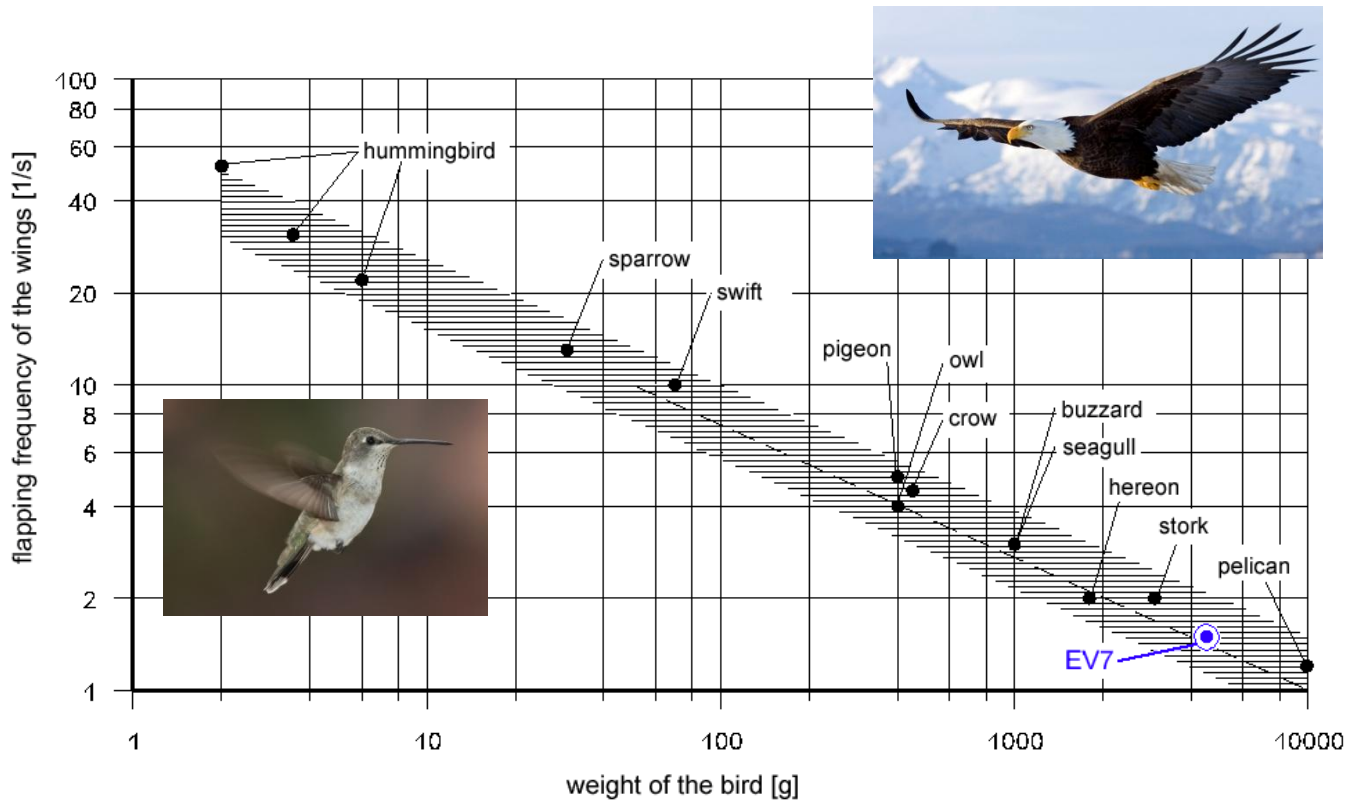 100
80
60
40
20
10
8
6
4
2
1
flapping frequency of the wings [1/s]
hummingbird
sparrow
swift
pigeon
owl
crow
buzzard
seagull
hereon
stork
pelican
EV7
1
10
100
1000
10000
weight of the bird [g]